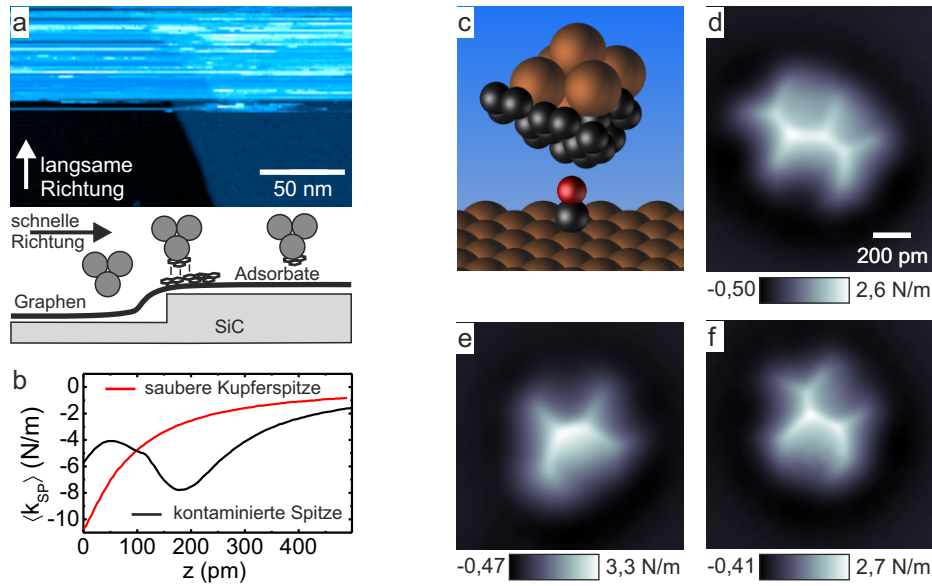 a
langsame
Richtung
50 nm
schnelle
Richtung
Adsorbate
Graphen
SiC
b
0
-2
-4
-6
-8
-10
⟨k_SP⟩ (N/m)
saubere Kupferspitze
kontaminierte Spitze
0 100 200 300 400
z (pm)
c
d
200 pm
-0,50 2,6 N/m
e
-0,47 3,3 N/m
f
-0,41 2,7 N/m